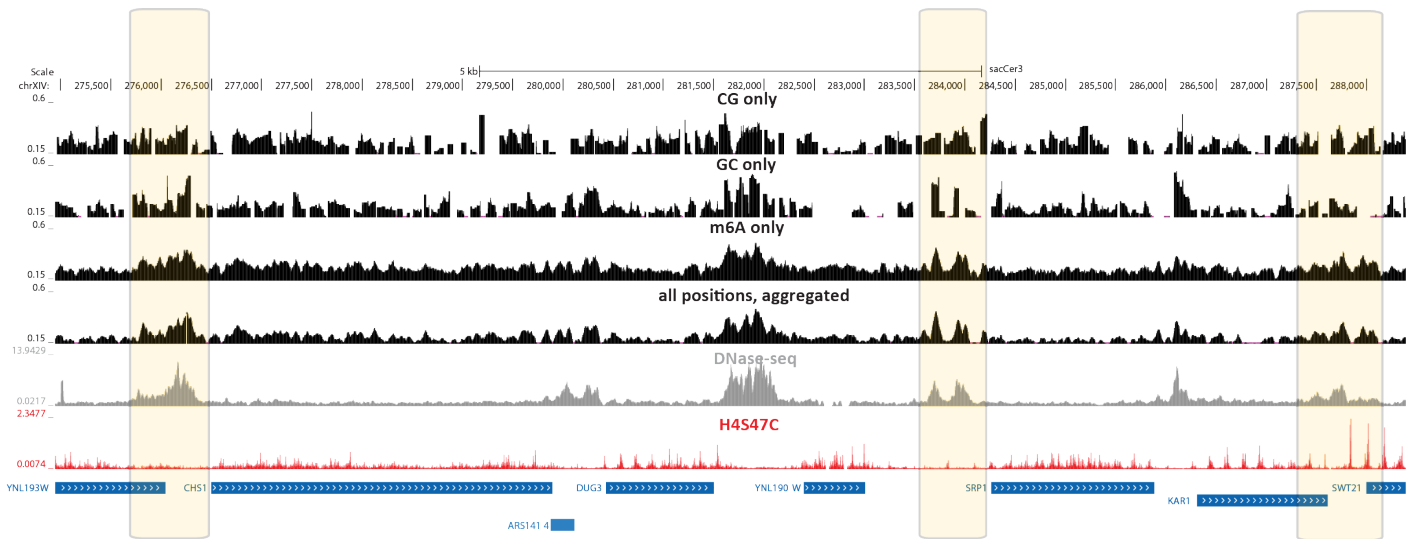 5 kb sacCer3
Scale
chrXIV: 275,500 276,000 276,500 277,000 277,500 278,000 278,500 279,000 279,500 280,000 280,500 281,000 281,500 282,000 282,500 283,000 283,500 284,000 284,500 285,000 285,500 286,000 286,500 287,000 287,500 288,000
CG only
0.6
0.15
GC only
0.6
0.15
m6A only
0.6
0.15
all positions, aggregated
0.6
0.15
DNase-seq
13.9429
0.0217
H4S47C
2.3477
0.0074
YNL193W CHS1 DUG3 YNL190 W SRP1 SWT21
KAR1
ARS141 4